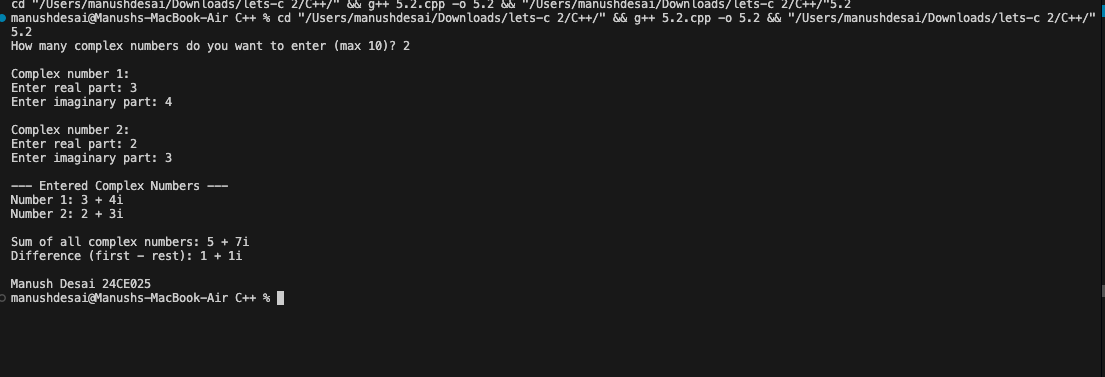 cd "/Users/manushdesai/Downloads/lets-c 2/C++/" && g++ 5.2.cpp -o 5.2 && "/Users/manushdesai/Downloads/lets-c 2/C++/"5.2
manushdesai@Manushs-MacBook-Air C++ % cd "/Users/manushdesai/Downloads/lets-c 2/C++/" && g++ 5.2.cpp -o 5.2 && "/Users/manushdesai/Downloads/lets-c 2/C++/"
5.2
How many complex numbers do you want to enter (max 10)? 2
Complex number 1:
Enter real part: 3
Enter imaginary part: 4
Complex number 2:
Enter real part: 2
Enter imaginary part: 3
--- Entered Complex Numbers ---
Number 1: 3 + 4i
Number 2: 2 + 3i
Sum of all complex numbers: 5 + 7i
Difference (first - rest): 1 + 1i
Manush Desai 24CE025
manushdesai@Manushs-MacBook-Air C++ %